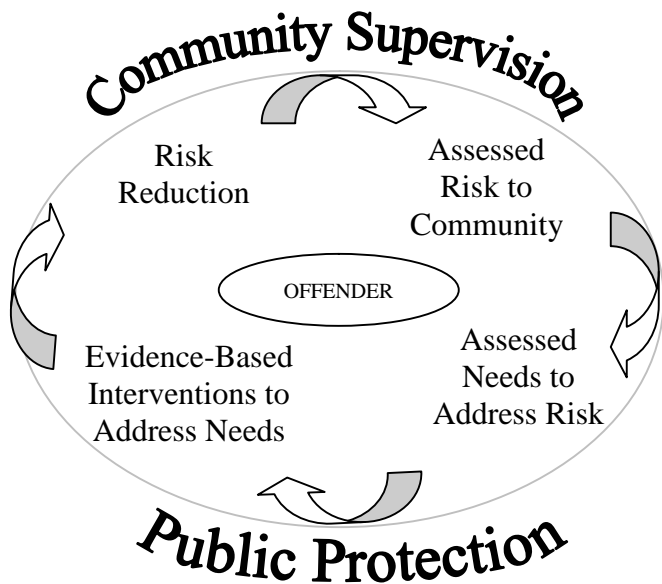 Community Supervision
Risk
Reduction
Assessed
Risk to
Community
OFFENDER
Evidence-Based
Interventions to
Address Needs
Assessed
Needs to
Address Risk
Public Protection